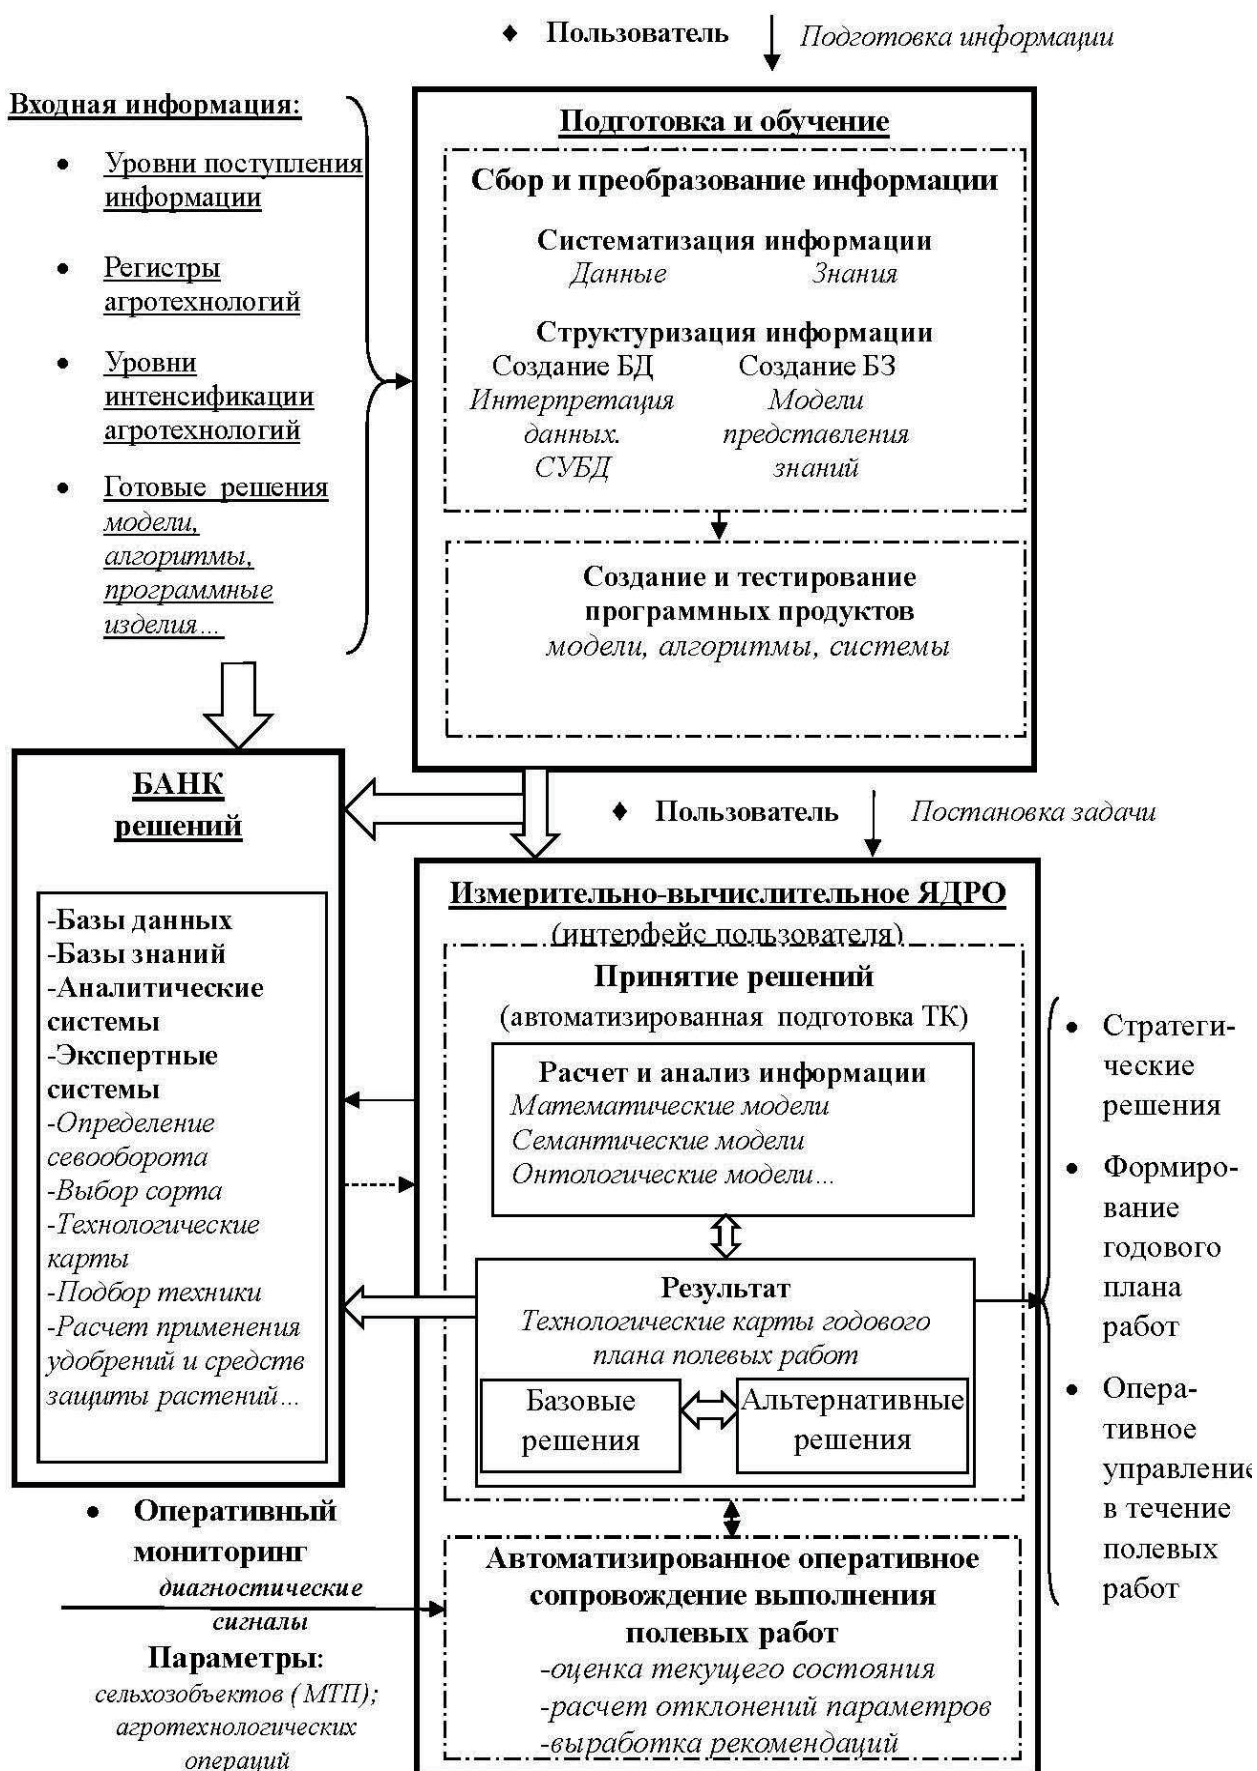 ♦ Пользователь
Подготовка информации
Входная информация:
• Уровни поступления
информации
• Регистры
агротехнологий
• Уровни
интенсификации
агротехнологий
• Готовые решения
модели,
алгоритмы,
программные
изделия...
Подготовка и обучение
Сбор и преобразование информации
Систематизация информации
Данные Знания
Структуризация информации
Создание БД Создание БЗ
Интерпретация Модели
данных. представления
СУБД знаний
Создание и тестирование
программных продуктов
модели, алгоритмы, системы
БАНК
решений
-Базы данных
-Базы знаний
-Аналитические
системы
-Экспертные
системы
-Определение
севооборота
-Выбор сорта
-Технологические
карты
-Подбор техники
-Расчет применения
удобрений и средств
защиты растений...
♦ Пользователь
Постановка задачи
Измерительно-вычислительное ЯДРО
(интерфейс пользователя)
Принятие решений
(автоматизированная подготовка ТК)
Расчет и анализ информации
Математические модели
Семантические модели
Онтологические модели...
Результат
Технологические карты годового
плана полевых работ
Базовые
решения
Альтернативные
решения
• Стратеги-
ческие
решения
• Формиро-
вание
годового
плана
работ
• Опера-
тивное
управление
в течение
полевых
работ
• Оперативный
мониторинг
диагностические
сигналы
Параметры:
сельхозобъектов (МТП);
агротехнологических
операций
Автоматизированное оперативное
сопровождение выполнения
полевых работ
-оценка текущего состояния
-расчет отклонений параметров
-выработка рекомендаций